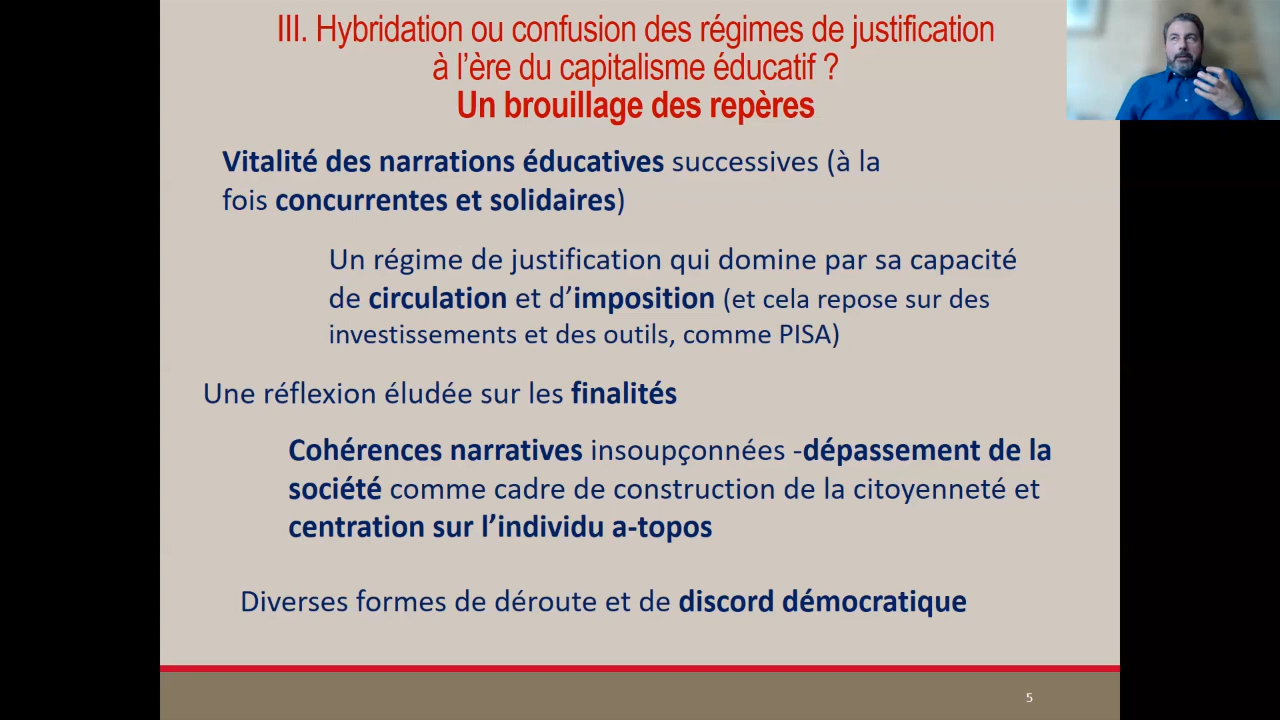 III. Hybridation ou confusion des régimes de justification
à l’ère du capitalisme éducatif ?
Un brouillage des repères
Vitalité des narrations éducatives successives (à la
fois concurrentes et solidaires)
Un régime de justification qui domine par sa capacité
de circulation et d’imposition (et cela repose sur des
investissements et des outils, comme PISA)
Une réflexion éludée sur les finalités
Cohérences narratives insoupçonnées -dépassement de la
société comme cadre de construction de la citoyenneté et
centration sur l’individu a-topos
Diverses formes de déroute et de discord démocratique
5